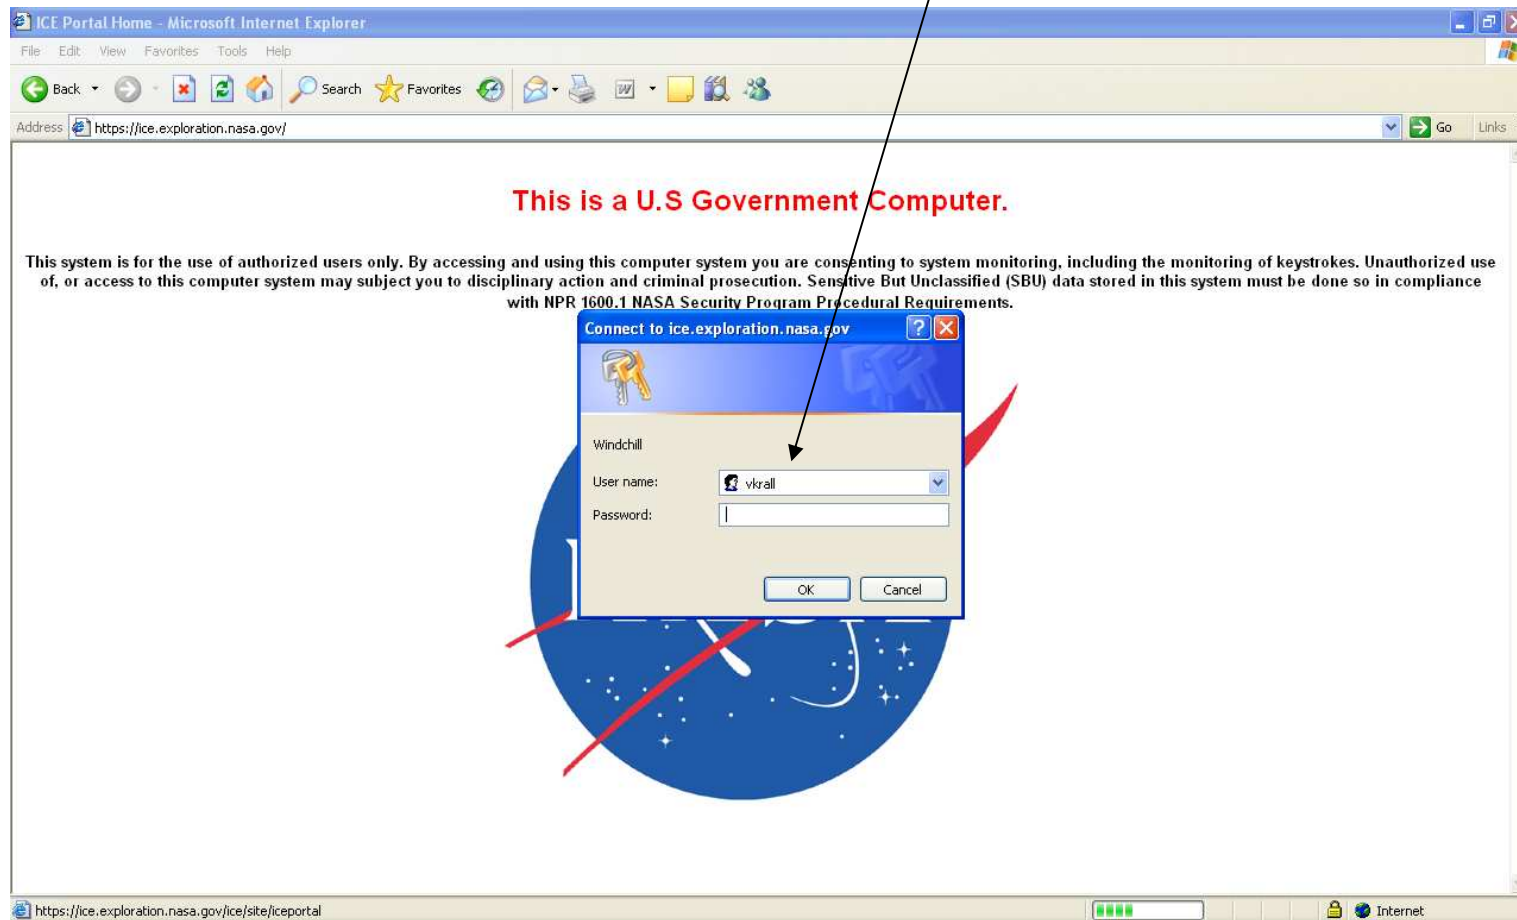 ICE Portal Home - Microsoft Internet Explorer
File Edit View Favorites Tools Help
Back Search Favorites
Address https://ice.exploration.nasa.gov/ Go Links
This is a U.S Government Computer.
This system is for the use of authorized users only. By accessing and using this computer system you are consenting to system monitoring, including the monitoring of keystrokes. Unauthorized use
of, or access to this computer system may subject you to disciplinary action and criminal prosecution. Sensitive But Unclassified (SBU) data stored in this system must be done so in compliance
with NPR 1600.1 NASA Security Program Procedural Requirements.
Connect to ice.exploration.nasa.gov
Windchill
User name: vkrall
Password:
OK Cancel
https://ice.exploration.nasa.gov/ice/site/iceportal Internet